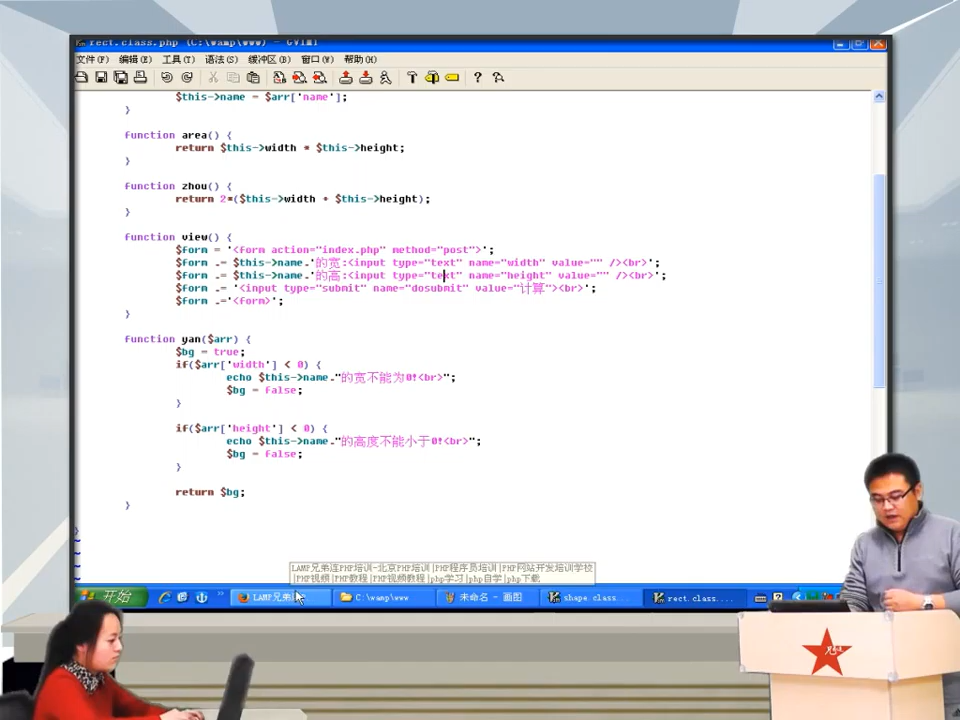 rect.class.php (C:\wamp\www) - GVIM1
文件(F) 编辑(E) 工具(T) 语法(S) 缓冲区(B) 窗口(W) 帮助(H)
$this->name = $arr['name'];
}
function area() {
return $this->width * $this->height;
}
function zhou() {
return 2*($this->width + $this->height);
}
function view() {
$form = '<form action="index.php" method="post">';
$form .= $this->name.'的宽:<input type="text" name="width" value="" /><br>';
$form .= $this->name.'的高:<input type="text" name="height" value="" /><br>';
$form .= '<input type="submit" name="dosubmit" value="计算"><br>';
$form .='<form>';
}
function yan($arr) {
$bg = true;
if($arr['width'] < 0) {
echo $this->name."的宽不能为0!<br>";
$bg = false;
}
if($arr['height'] < 0) {
echo $this->name."的高度不能小于0!<br>";
$bg = false;
}
return $bg;
}
}
~
~
~
LAMP兄弟连PHP培训-北京PHP培训|PHP程序员培训|PHP网站开发培训学校
|PHP视频|PHP教程|PHP视频教程|php学习|php自学|php下载
开始 LAMP兄弟连 C:\wamp\www 未命名 - 画图 shape.class... rect.class....
兄弟连